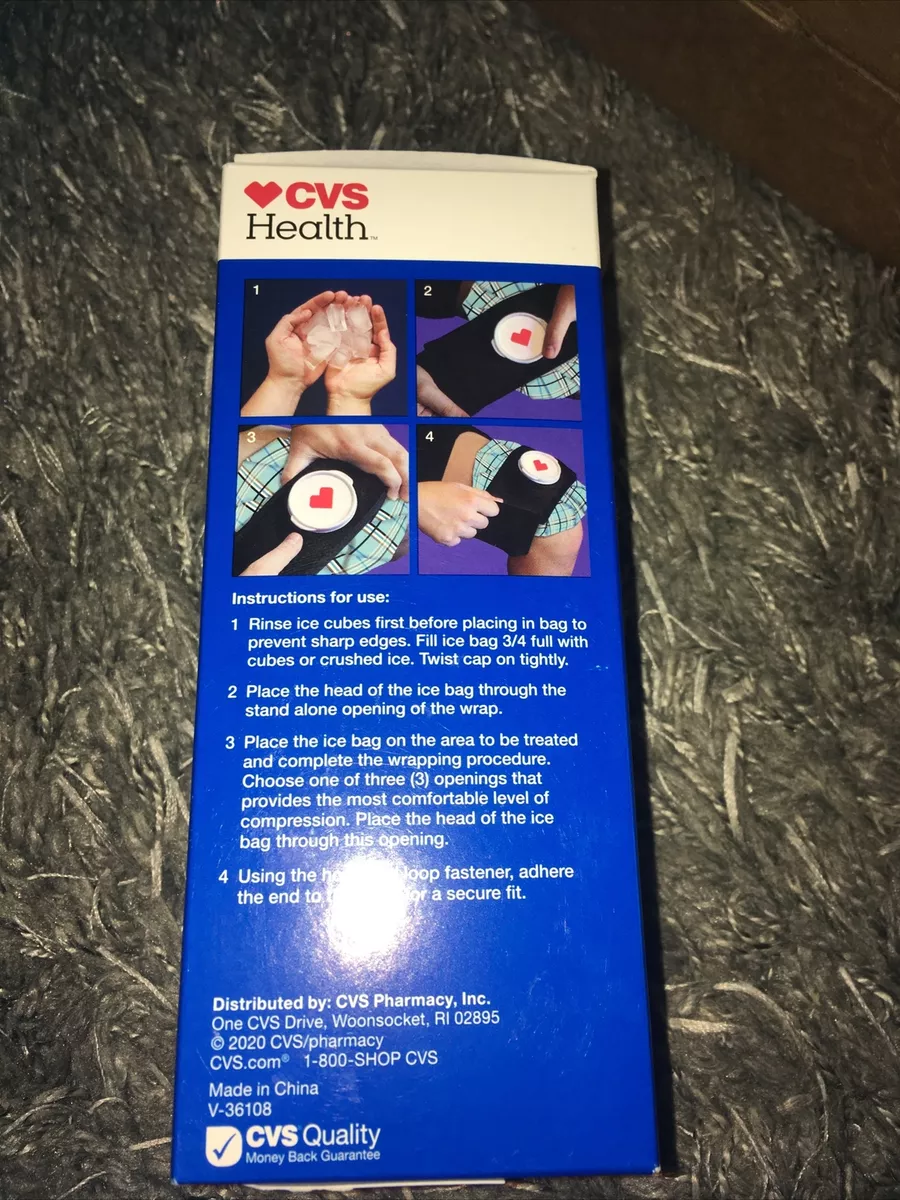 CVS
Health™
1
2
3
4
Instructions for use:
1 Rinse ice cubes first before placing in bag to
prevent sharp edges. Fill ice bag 3/4 full with
cubes or crushed ice. Twist cap on tightly.
2 Place the head of the ice bag through the
stand alone opening of the wrap.
3 Place the ice bag on the area to be treated
and complete the wrapping procedure.
Choose one of three (3) openings that
provides the most comfortable level of
compression. Place the head of the ice
bag through this opening.
4 Using the loop fastener, adhere
the end to a secure fit.
Distributed by: CVS Pharmacy, Inc.
One CVS Drive, Woonsocket, RI 02895
© 2020 CVS/pharmacy
CVS.com® 1-800-SHOP CVS
Made in China
V-36108
CVS Quality
Money Back Guarantee